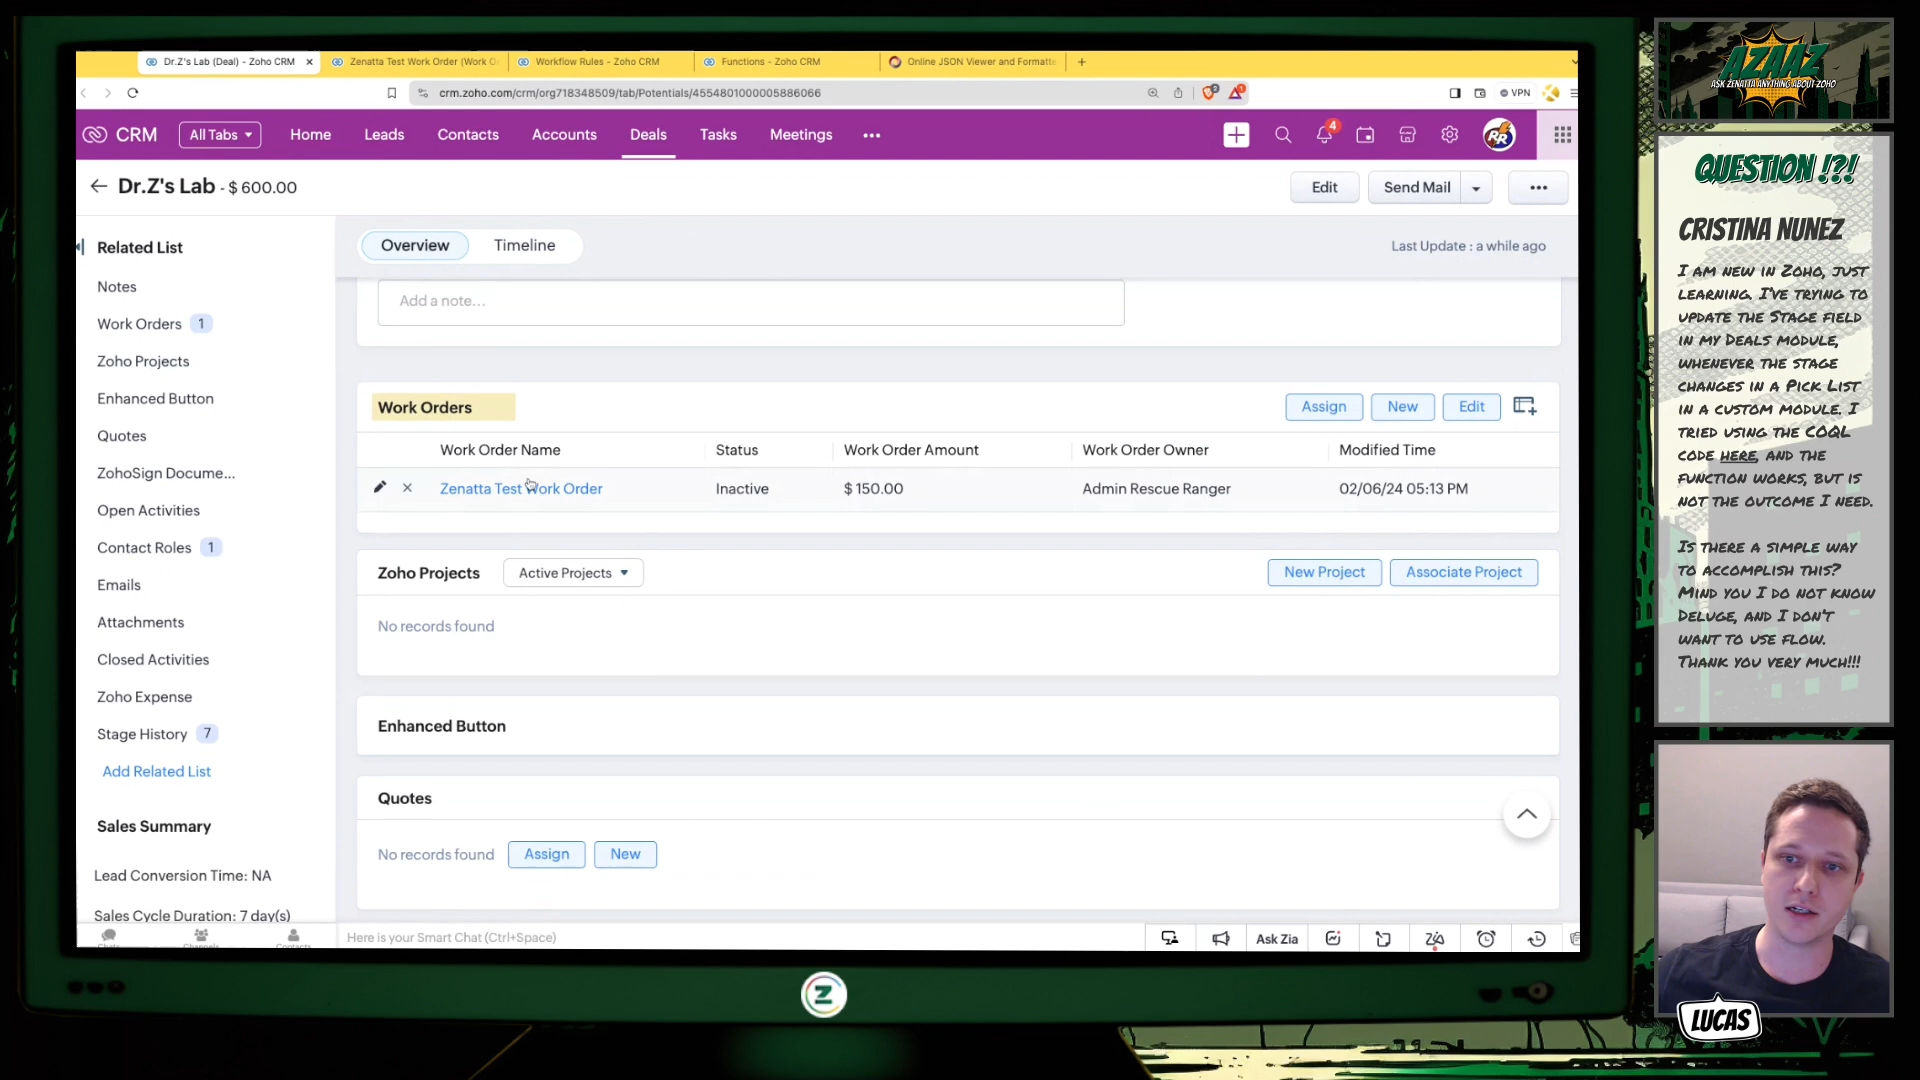 Dr.Z's Lab (Deal) - Zoho CRM
Zenatta Test Work Order (Work O
Workflow Rules - Zoho CRM
Functions - Zoho CRM
Online JSON Viewer and Formatte
crm.zoho.com/crm/org718348509/tab/Potentials/4554801000005886066
VPN
CRM
All Tabs
Home
Leads
Contacts
Accounts
Deals
Tasks
Meetings
4
RR
Dr.Z's Lab - $ 600.00
Edit
Send Mail
Related List
Notes
Work Orders 1
Zoho Projects
Enhanced Button
Quotes
ZohoSign Docume...
Open Activities
Contact Roles 1
Emails
Attachments
Closed Activities
Zoho Expense
Stage History 7
Add Related List
Sales Summary
Lead Conversion Time: NA
Sales Cycle Duration: 7 day(s)
Chats
Channels
Contacts
Overview
Timeline
Last Update : a while ago
Add a note...
Work Orders
Assign
New
Edit
Work Order Name
Status
Work Order Amount
Work Order Owner
Modified Time
Zenatta Test Work Order
Inactive
$ 150.00
Admin Rescue Ranger
02/06/24 05:13 PM
Zoho Projects
Active Projects
New Project
Associate Project
No records found
Enhanced Button
Quotes
No records found
Assign
New
Here is your Smart Chat (Ctrl+Space)
Ask Zia
Z
AZAAZ
ASK ZENATTA ANYTHING ABOUT ZOHO
QUESTION !?!
CRISTINA NUNEZ
I AM NEW IN ZOHO, JUST
LEARNING. I'VE TRYING TO
UPDATE THE STAGE FIELD
IN MY DEALS MODULE,
WHENEVER THE STAGE
CHANGES IN A PICK LIST
IN A CUSTOM MODULE. I
TRIED USING THE COQL
CODE HERE, AND THE
FUNCTION WORKS, BUT IS
NOT THE OUTCOME I NEED.
IS THERE A SIMPLE WAY
TO ACCOMPLISH THIS?
MIND YOU I DO NOT KNOW
DELUGE, AND I DON'T
WANT TO USE FLOW.
THANK YOU VERY MUCH!!!
LUCAS